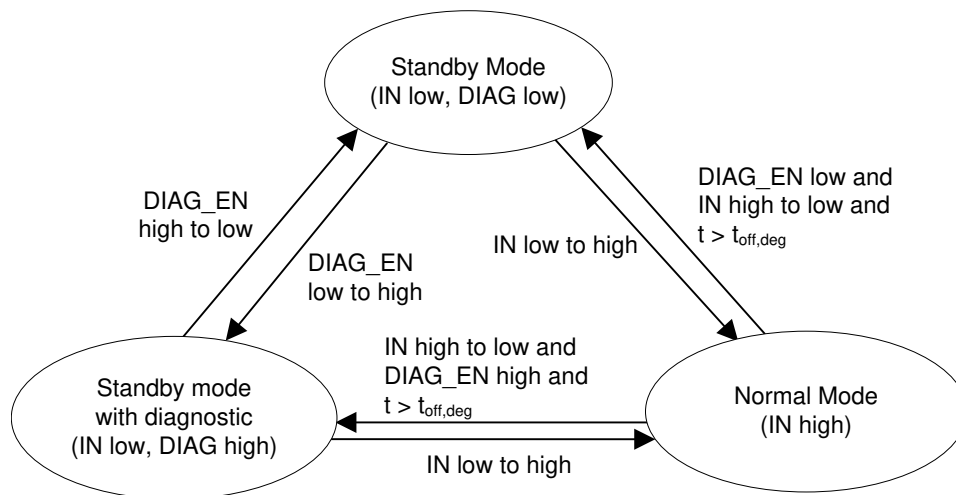 Standby Mode
(IN low, DIAG low)
DIAG_EN
high to low
DIAG_EN
low to high
IN low to high
DIAG_EN low and
IN high to low and
t > toff,deg
Standby mode
with diagnostic
(IN low, DIAG high)
IN high to low and
DIAG_EN high and
t > toff,deg
IN low to high
Normal Mode
(IN high)